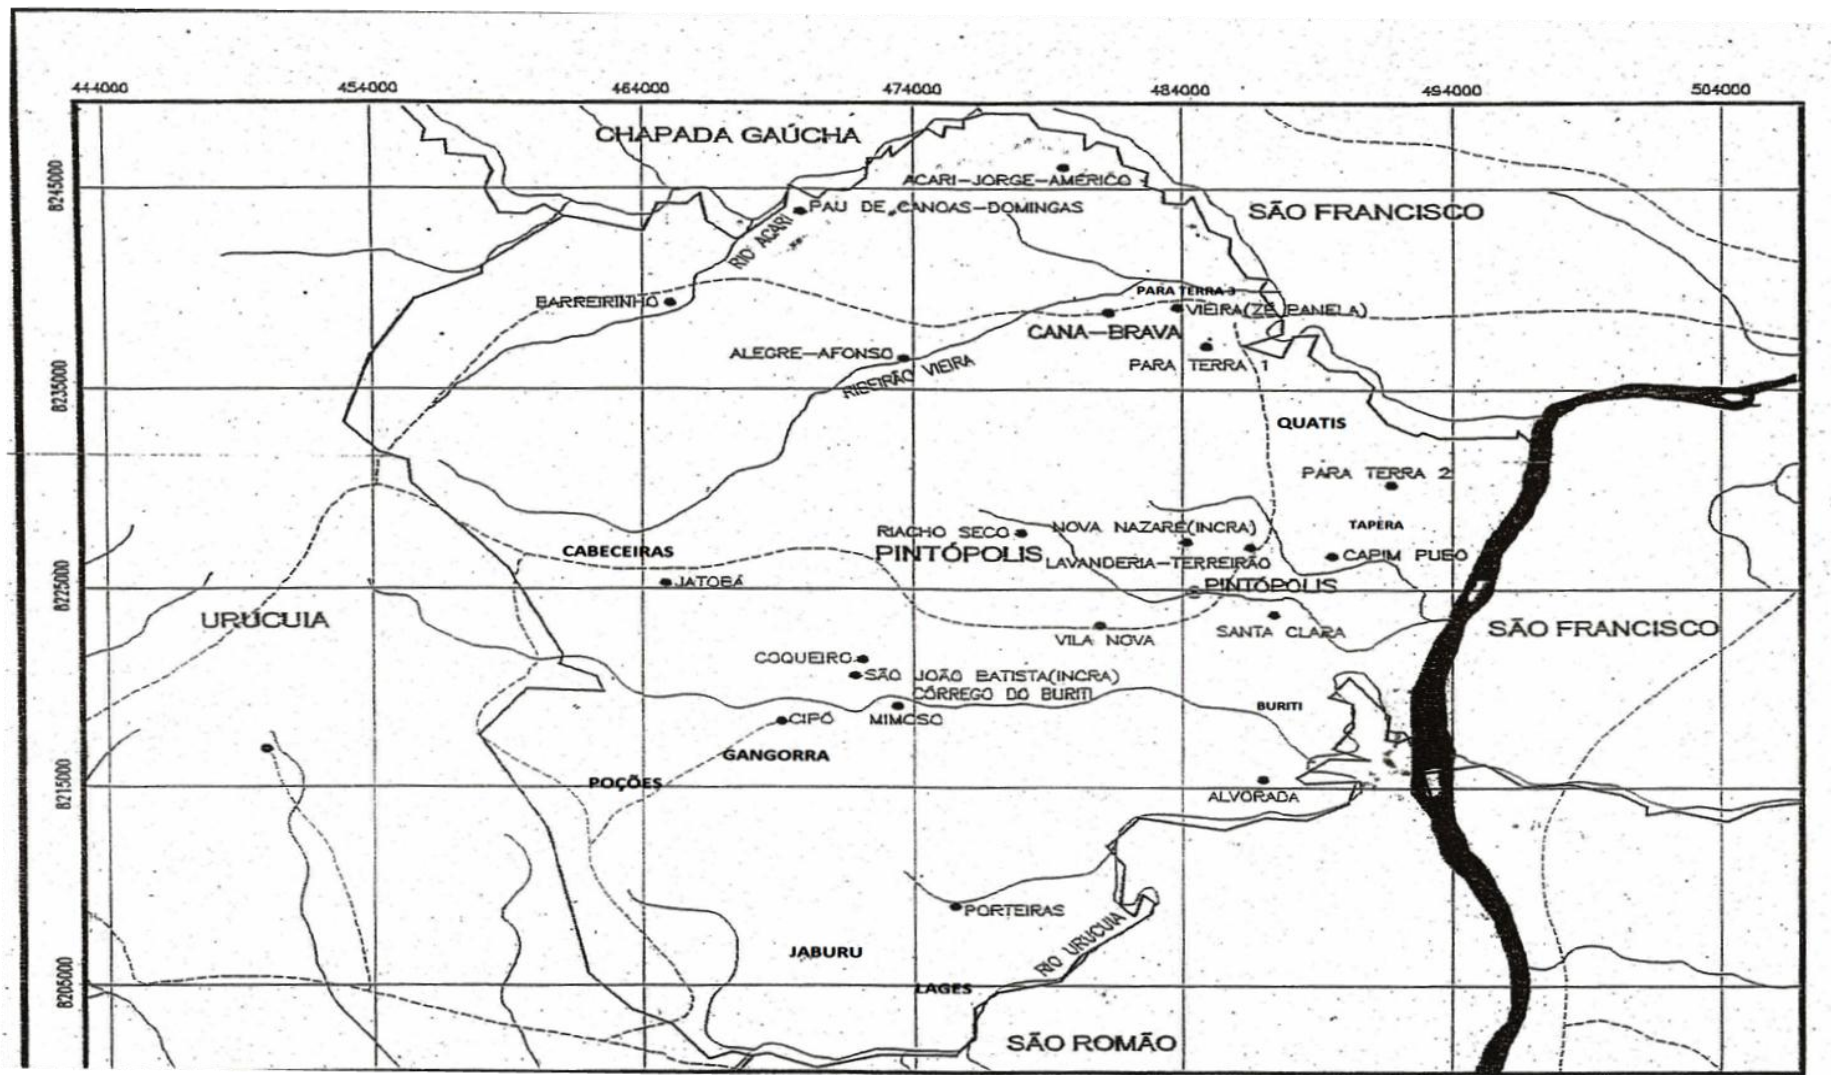 444000 454000 464000 474000 484000 494000 504000
CHAPADA GAÚCHA
8245000
ACARI-JORGE-AMÉRICO
PAU DE CANOAS-DOMINGAS
SÃO FRANCISCO
RIO ACARI
PARA TERRA 3
BARREIRINHO
VIEIRA(ZÉ PANELA)
CANA-BRAVA
ALEGRE-AFONSO
PARA TERRA 1
RIBEIRÃO VIEIRA
8235000
QUATIS
PARA TERRA 2
TAPERA
RIACHO SECO
NOVA NAZARÉ(INCRA)
CABECEIRAS
PINTÓPOLIS
LAVANDERIA-TERREIRÃO
CAPIM PUBO
JATOBÁ
PINTÓPOLIS
8225000
URUCUIA
SÃO FRANCISCO
VILA NOVA
SANTA CLARA
COQUEIRO
SÃO JOÃO BATISTA(INCRA)
CÓRREGO DO BURITI
BURITI
CIPÓ
MIMOSO
GANGORRA
POÇÕES
8215000
ALVORADA
PORTEIRAS
RIO URUCUIA
JABURU
LAGES
8205000
SÃO ROMÃO